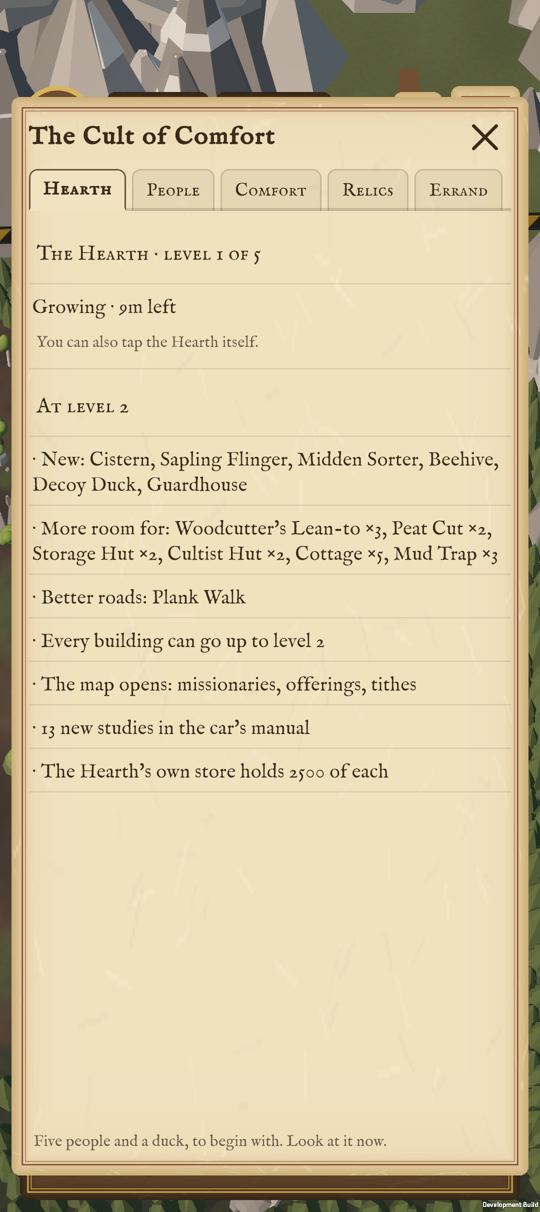 The Cult of Comfort
Hearth
People
Comfort
Relics
Errand
The Hearth · level 1 of 5
Growing · 9m left
You can also tap the Hearth itself.
At level 2
· New: Cistern, Sapling Flinger, Midden Sorter, Beehive,
Decoy Duck, Guardhouse
· More room for: Woodcutter's Lean-to ×3, Peat Cut ×2,
Storage Hut ×2, Cultist Hut ×2, Cottage ×5, Mud Trap ×3
· Better roads: Plank Walk
· Every building can go up to level 2
· The map opens: missionaries, offerings, tithes
· 13 new studies in the car's manual
· The Hearth's own store holds 2500 of each
Five people and a duck, to begin with. Look at it now.
Development Build